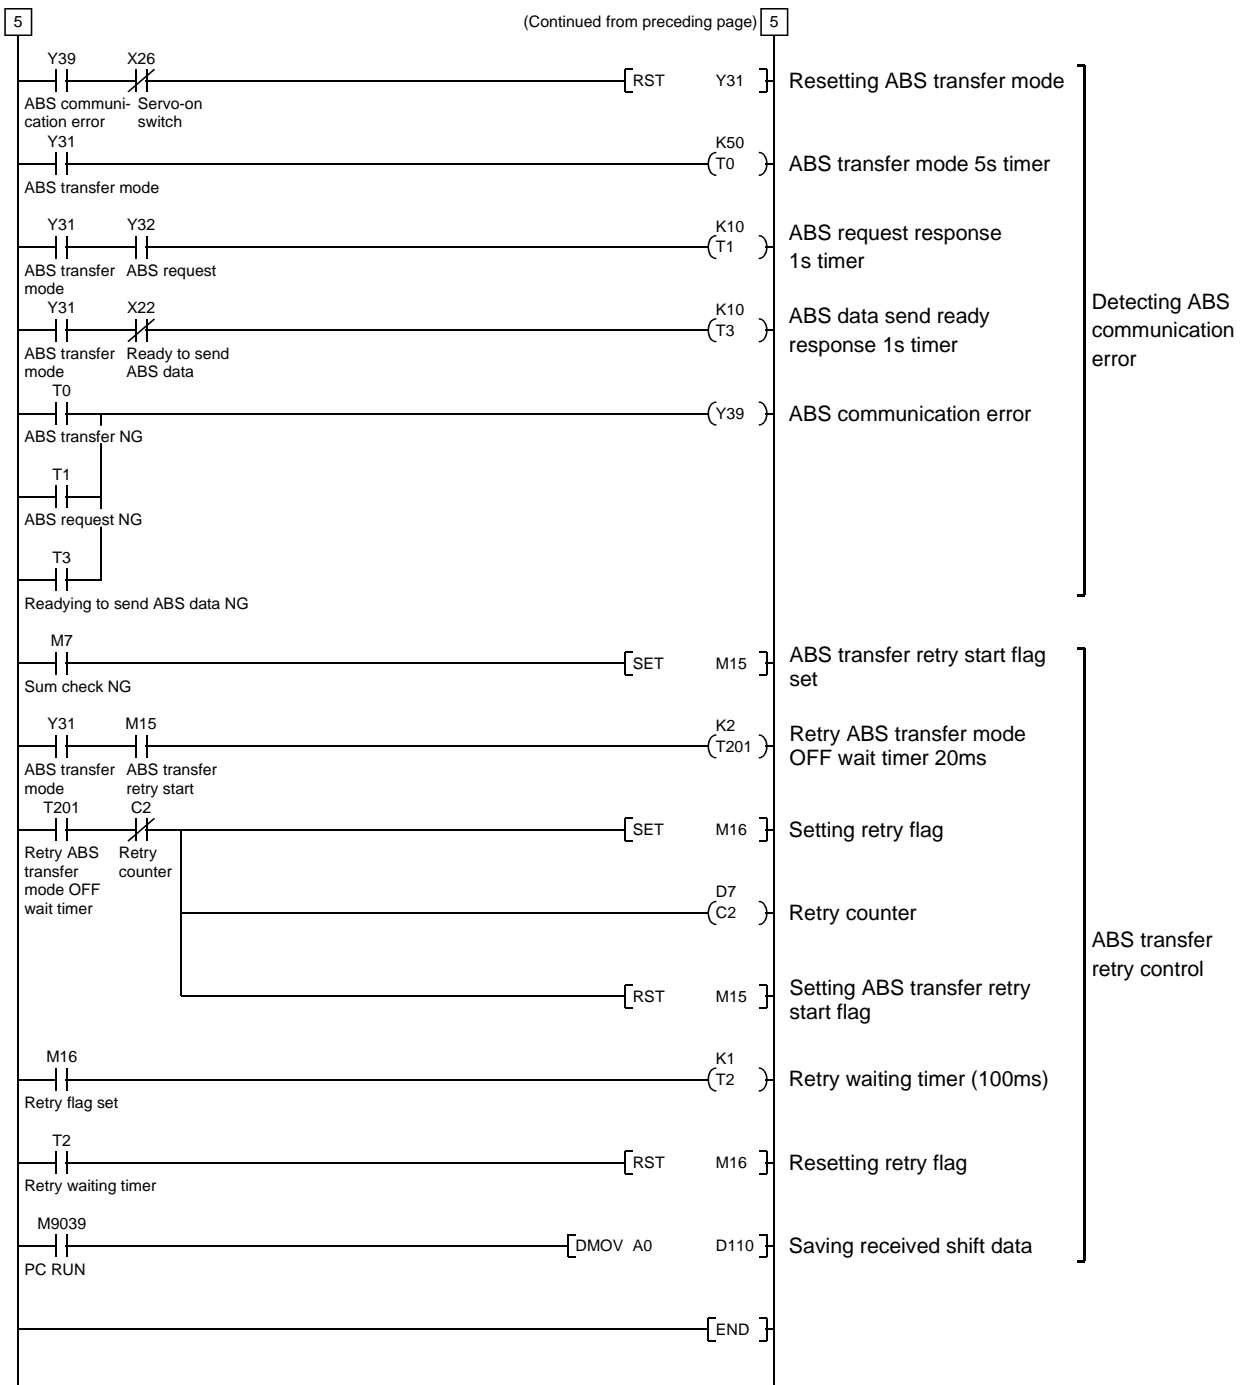 5 (Continued from preceding page) 5
Y39 X26
RST Y31 Resetting ABS transfer mode
ABS communi- Servo-on
cation error switch
Y31 K50
T0 ABS transfer mode 5s timer
ABS transfer mode
Y31 Y32 K10
T1 ABS request response
1s timer
ABS transfer ABS request
mode
Y31 X22 K10
T3 ABS data send ready
response 1s timer
ABS transfer Ready to send
mode ABS data
Detecting ABS
communication
error
T0
Y39 ABS communication error
ABS transfer NG
T1
ABS request NG
T3
Readying to send ABS data NG
M7
SET M15 ABS transfer retry start flag
set
Sum check NG
Y31 M15 K2
T201 Retry ABS transfer mode
OFF wait timer 20ms
ABS transfer ABS transfer
mode retry start
T201 C2
SET M16 Setting retry flag
Retry ABS Retry
transfer counter
mode OFF
wait timer
D7
C2 Retry counter
ABS transfer
retry control
RST M15 Setting ABS transfer retry
start flag
M16 K1
T2 Retry waiting timer (100ms)
Retry flag set
T2
RST M16 Resetting retry flag
Retry waiting timer
M9039
DMOV A0 D110 Saving received shift data
PC RUN
END